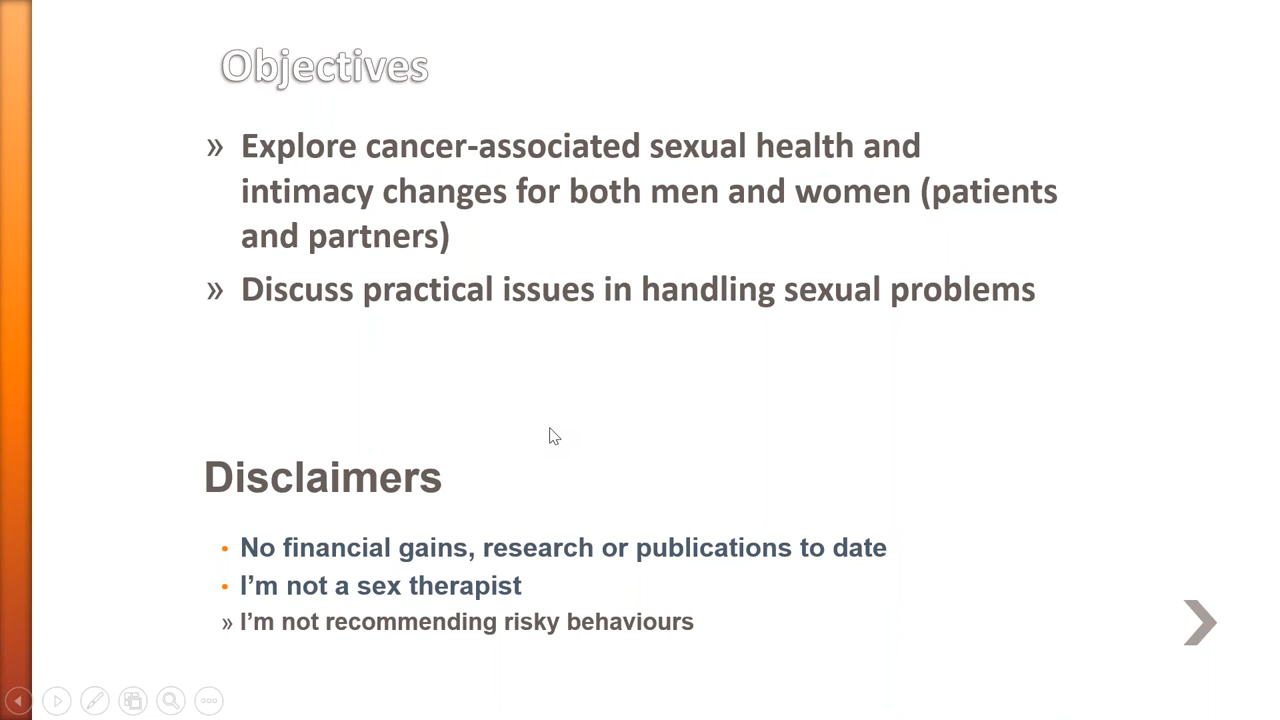 Objectives
» Explore cancer-associated sexual health and
intimacy changes for both men and women (patients
and partners)
» Discuss practical issues in handling sexual problems
Disclaimers
• No financial gains, research or publications to date
• I’m not a sex therapist
» I’m not recommending risky behaviours